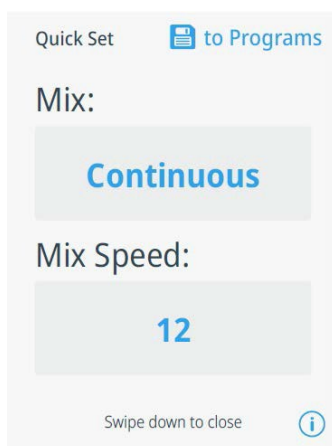 Quick Set to Programs
Mix:
Continuous
Mix Speed:
12
Swipe down to close
i